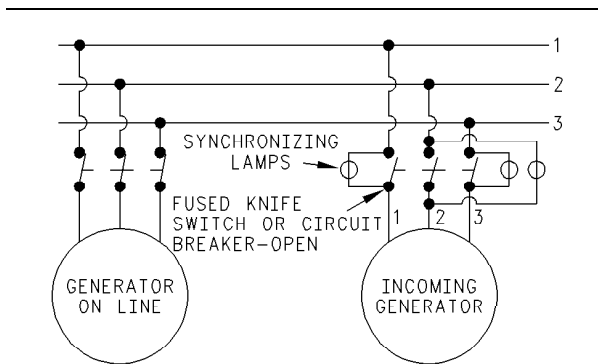 1
2
3
SYNCHRONIZING
LAMPS
FUSED KNIFE
SWITCH OR CIRCUIT
BREAKER-OPEN
1
2
3
GENERATOR
ON LINE
INCOMING
GENERATOR